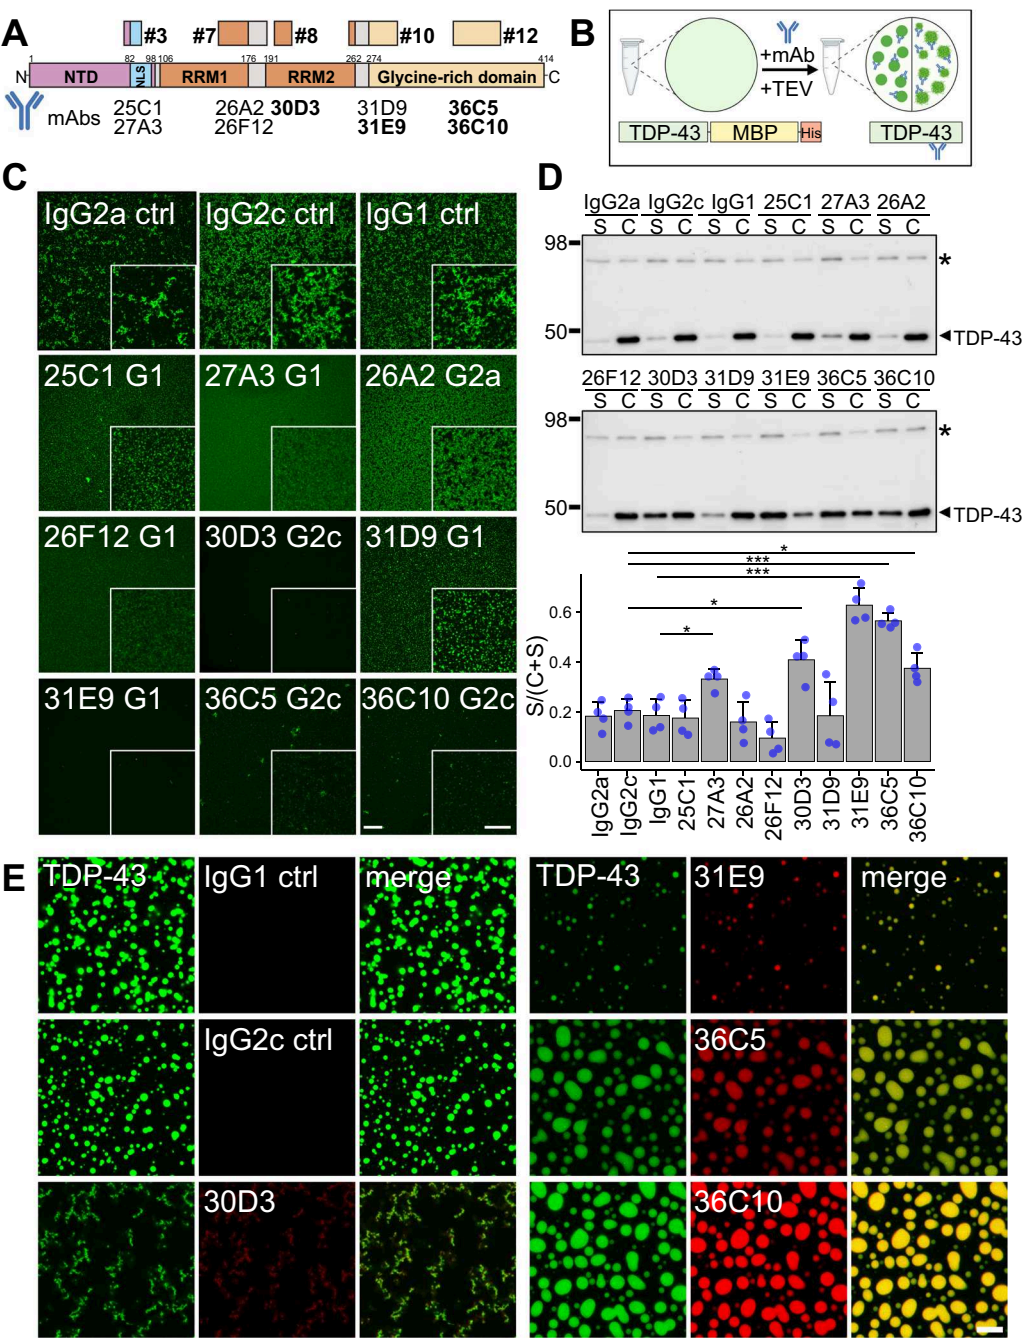 A
#3 #7 #8 #10 #12
1 82 98 106 176 191 262 274 414
N NTD NLS RRM1 RRM2 Glycine-rich domain C
mAbs 25C1 26A2 30D3 31D9 36C5
27A3 26F12 31E9 36C10
B
+mAb
+TEV
TDP-43 MBP His TDP-43
C
IgG2a ctrl IgG2c ctrl IgG1 ctrl
25C1 G1 27A3 G1 26A2 G2a
26F12 G1 30D3 G2c 31D9 G1
31E9 G1 36C5 G2c 36C10 G2c
D
IgG2a IgG2c IgG1 25C1 27A3 26A2
S C S C S C S C S C S C
98 *
50 TDP-43
26F12 30D3 31D9 31E9 36C5 36C10
S C S C S C S C S C S C
98 *
50 TDP-43
*
***
***
*
*
S/(C+S)
0.6
0.4
0.2
0.0
IgG2a IgG2c IgG1 25C1 27A3 26A2 26F12 30D3 31D9 31E9 36C5 36C10
E
TDP-43 IgG1 ctrl merge TDP-43 31E9 merge
IgG2c ctrl 36C5
30D3 36C10